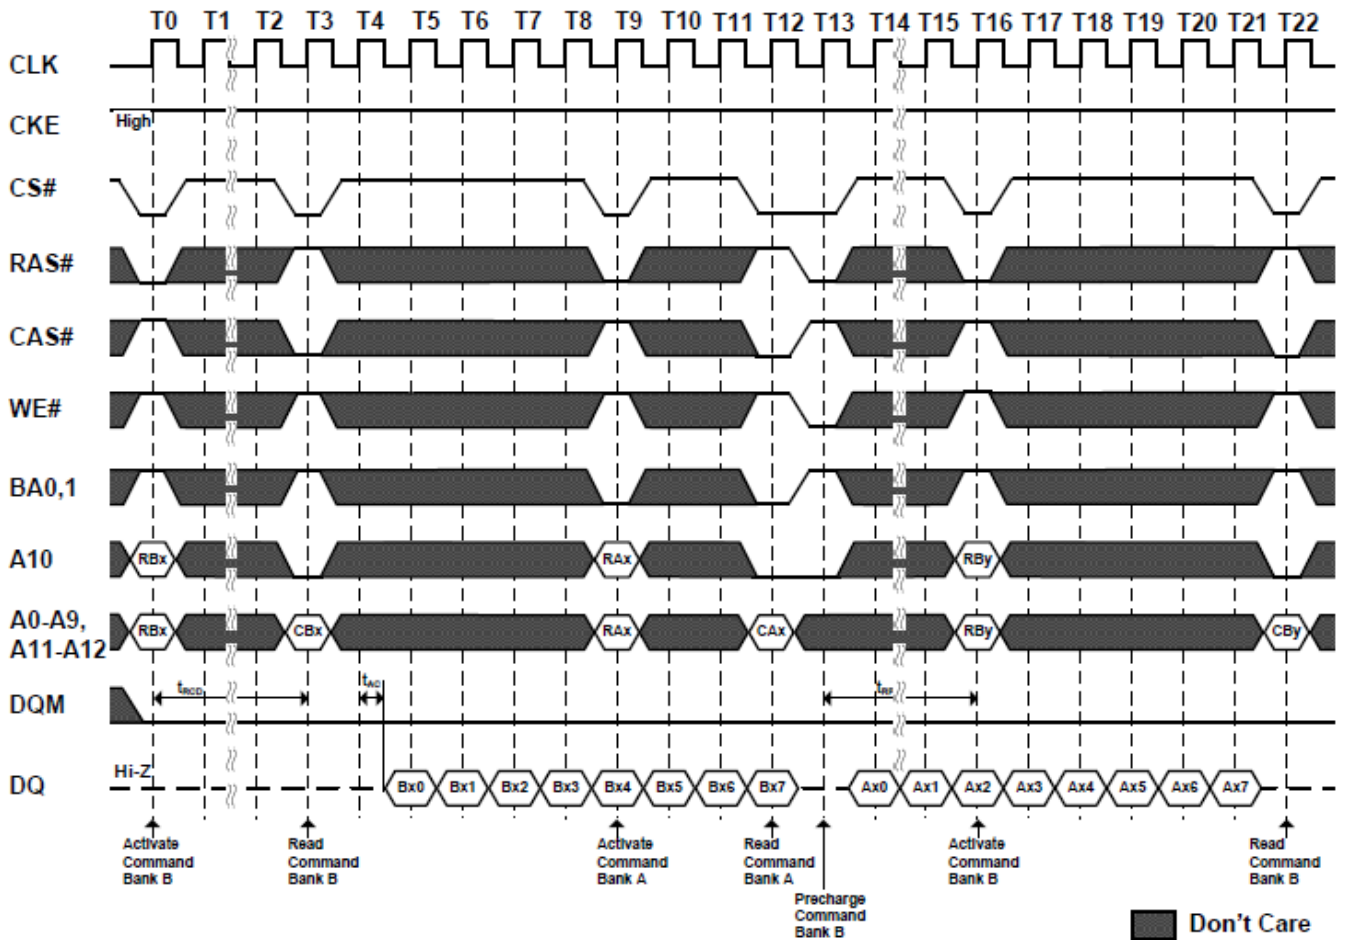 T0 T1 T2 T3 T4 T5 T6 T7 T8 T9 T10 T11 T12 T13 T14 T15 T16 T17 T18 T19 T20 T21 T22
CLK
CKE High
CS#
RAS#
CAS#
WE#
BA0,1
A10 RBx RAx RBy
A0-A9,
A11-A12 RBx CBx RAx CAx RBy CBy
DQM tRCD tAC tRP
DQ Hi-Z Bx0 Bx1 Bx2 Bx3 Bx4 Bx5 Bx6 Bx7 Ax0 Ax1 Ax2 Ax3 Ax4 Ax5 Ax6 Ax7
Activate
Command
Bank B
Read
Command
Bank B
Activate
Command
Bank A
Read
Command
Bank A
Precharge
Command
Bank B
Activate
Command
Bank B
Read
Command
Bank B
Don't Care